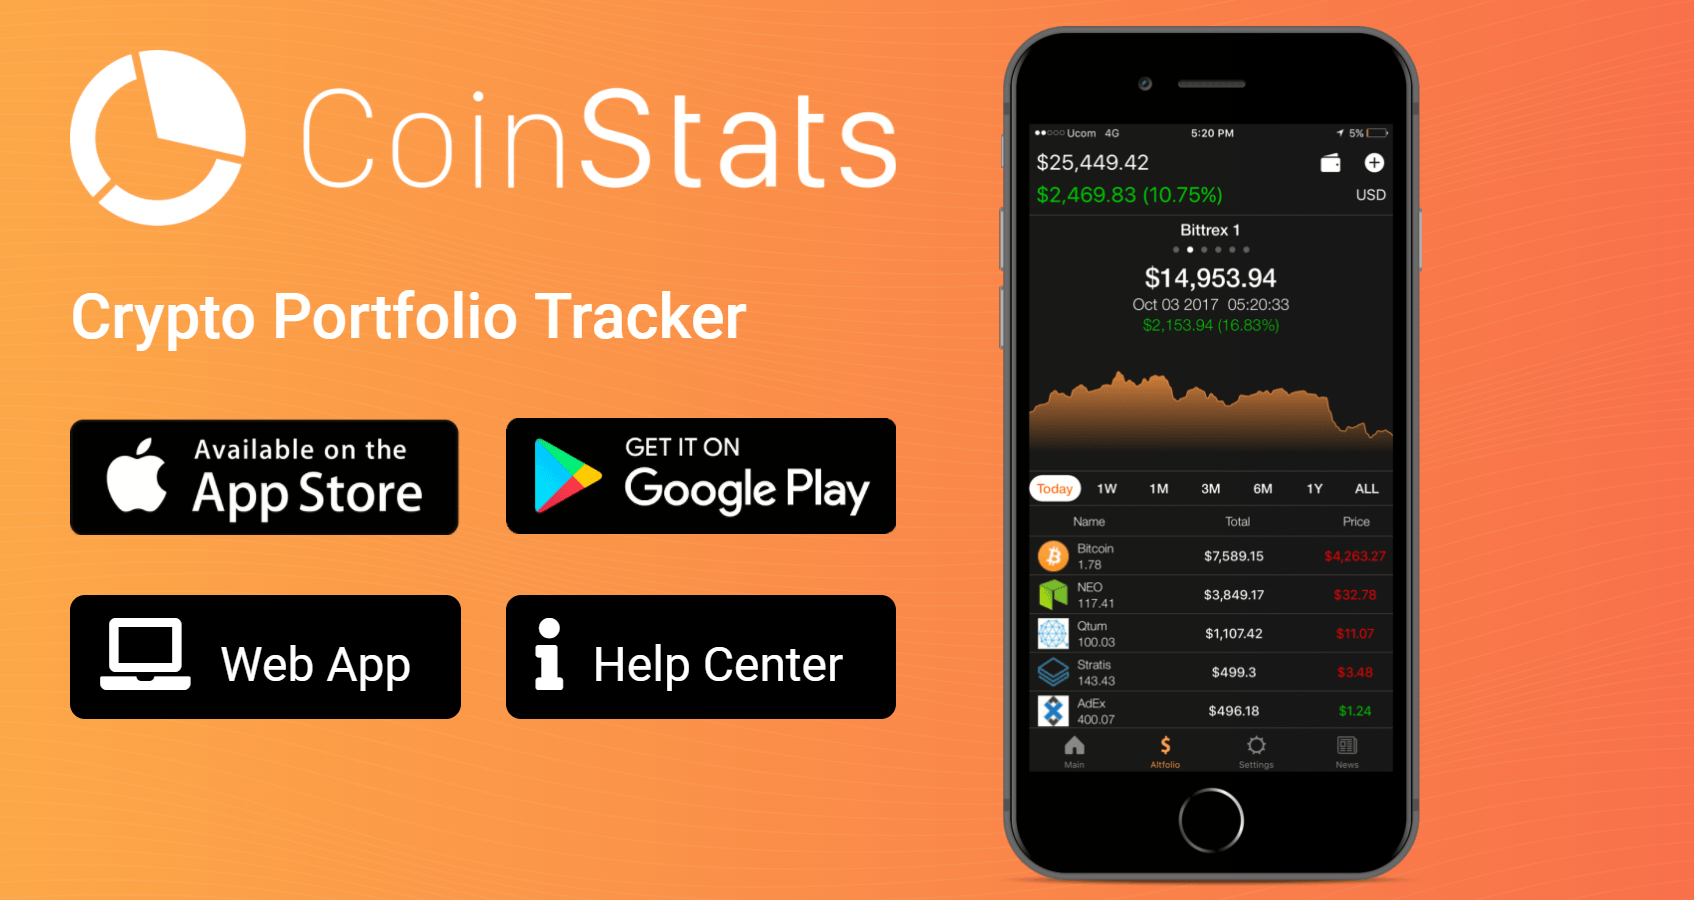 CoinStats
Crypto Portfolio Tracker
Available on the
App Store
GET IT ON
Google Play
Web App
Help Center
Ucom 4G 5:20 PM 5%
$25,449.42
$2,469.83 (10.75%) USD
Bittrex 1
$14,953.94
Oct 03 2017 05:20:33
$2,153.94 (16.83%)
Today 1W 1M 3M 6M 1Y ALL
Name Total Price
Bitcoin
1.78 $7,589.15 $4,263.27
NEO
117.41 $3,849.17 $32.78
Qtum
100.03 $1,107.42 $11.07
Stratis
143.43 $499.3 $3.48
AdEx
400.07 $496.18 $1.24
Main Altfolio Settings News